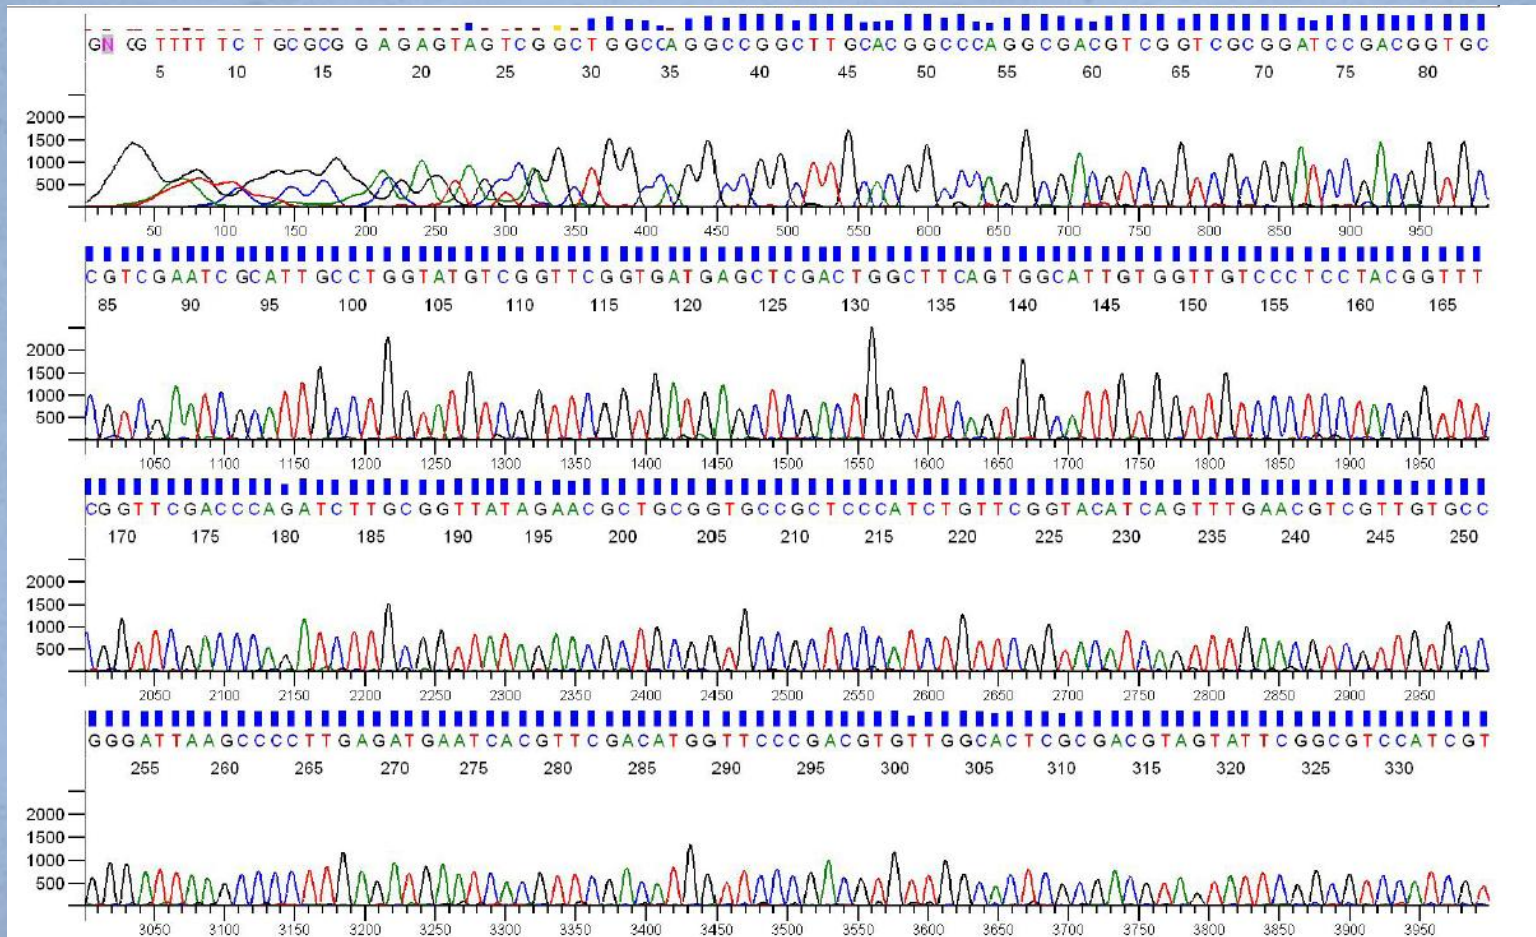 GN CG TTTT TCT GCGCG G AGAGTAGTCGGCTGGCCAGGCCGGCTTGCACGGCCCAGGCGACGTCGGTCGCGGATCCGACGGTGC
5 10 15 20 25 30 35 40 45 50 55 60 65 70 75 80
2000
1500
1000
500
50 100 150 200 250 300 350 400 450 500 550 600 650 700 750 800 850 900 950
CGTCGAATCGCATTGCCTGGTATGTCGGTTCGGTGATGAGCTCGACTGGCTTCAGTGGCATTGTGGTTGTCCCTCCTACGGTTT
85 90 95 100 105 110 115 120 125 130 135 140 145 150 155 160 165
2000
1500
1000
500
1050 1100 1150 1200 1250 1300 1350 1400 1450 1500 1550 1600 1650 1700 1750 1800 1850 1900 1950
CGGTTCGACCCAGATCTTGCGGTTATAGAACGCTGCGGTGCCGCTCCCATCTGTTCGGTACATCAGTTTGAACGTCGTTGTGCC
170 175 180 185 190 195 200 205 210 215 220 225 230 235 240 245 250
2000
1500
1000
500
2050 2100 2150 2200 2250 2300 2350 2400 2450 2500 2550 2600 2650 2700 2750 2800 2850 2900 2950
GGGATTAAGCCCCTTGAGATGAATCACGTTCGACATGGTTCCCGACGTGTTGGCACTCGCGACGTAGTATTCGGCGTCCATCGT
255 260 265 270 275 280 285 290 295 300 305 310 315 320 325 330
2000
1500
1000
500
3050 3100 3150 3200 3250 3300 3350 3400 3450 3500 3550 3600 3650 3700 3750 3800 3850 3900 3950